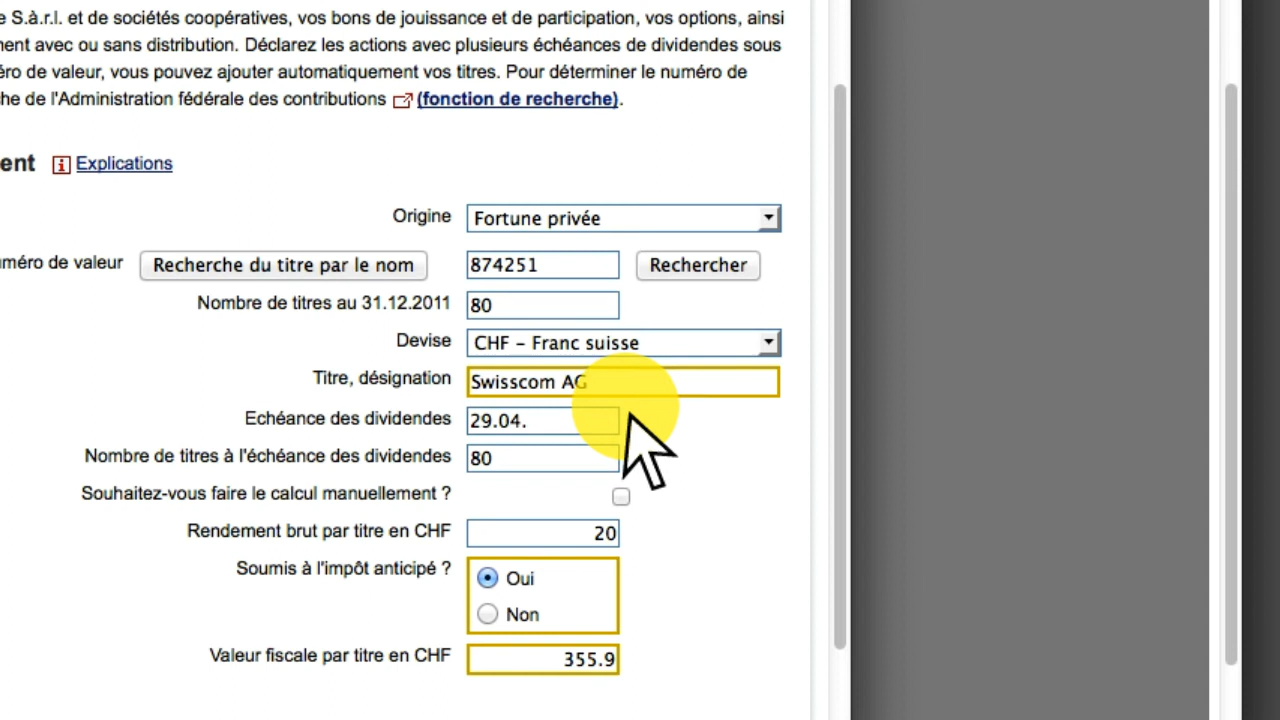 e S.à.r.l. et de sociétés coopératives, vos bons de jouissance et de participation, vos options, ainsi
ment avec ou sans distribution. Déclarez les actions avec plusieurs échéances de dividendes sous
éro de valeur, vous pouvez ajouter automatiquement vos titres. Pour déterminer le numéro de
che de l'Administration fédérale des contributions (fonction de recherche).
ent Explications
Origine Fortune privée
uméro de valeur Recherche du titre par le nom 874251 Rechercher
Nombre de titres au 31.12.2011 80
Devise CHF – Franc suisse
Titre, désignation Swisscom AG
Echéance des dividendes 29.04.
Nombre de titres à l'échéance des dividendes 80
Souhaitez-vous faire le calcul manuellement ?
Rendement brut par titre en CHF 20
Soumis à l'impôt anticipé ? Oui
Non
Valeur fiscale par titre en CHF 355.9